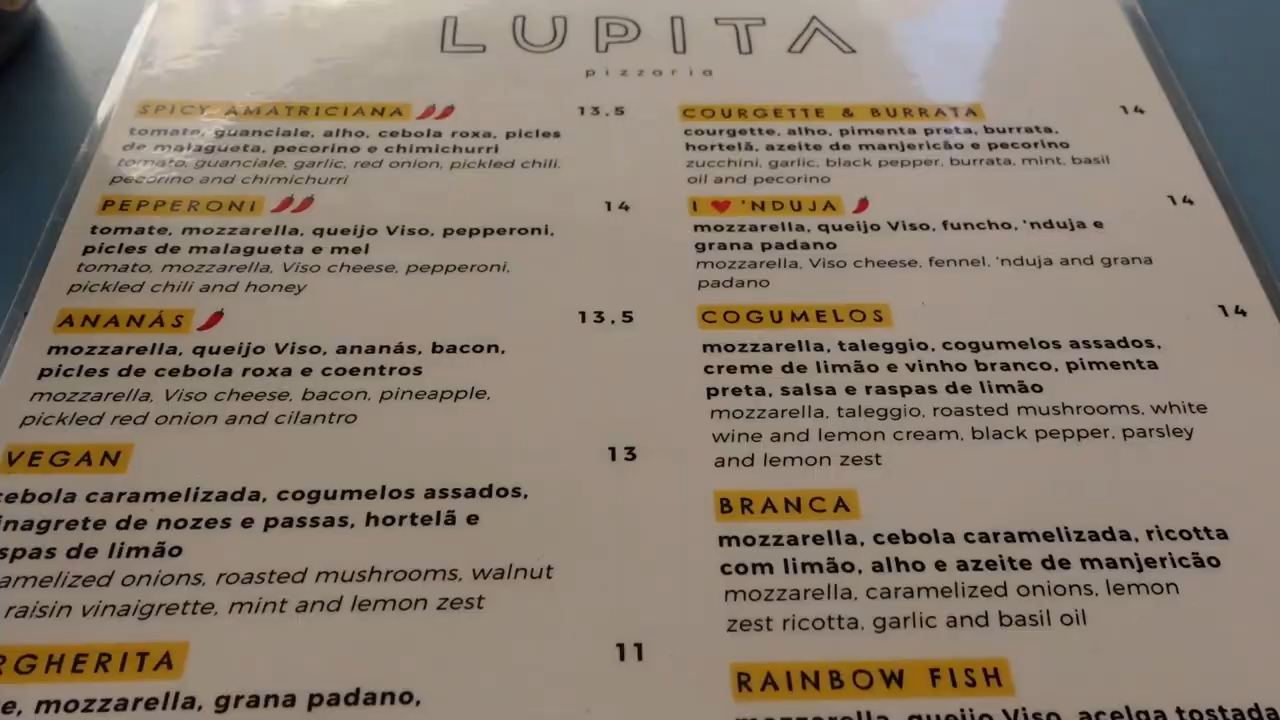 LUPITA
pizzaria
SPICY AMATRICIANA 13,5
tomate, guanciale, alho, cebola roxa, picles
de malagueta, pecorino e chimichurri
tomato, guanciale, garlic, red onion, pickled chili,
pecorino and chimichurri
PEPPERONI 14
tomate, mozzarella, queijo Viso, pepperoni,
picles de malagueta e mel
tomato, mozzarella, Viso cheese, pepperoni,
pickled chili and honey
ANANÁS 13,5
mozzarella, queijo Viso, ananás, bacon,
picles de cebola roxa e coentros
mozzarella, Viso cheese, bacon, pineapple,
pickled red onion and cilantro
VEGAN 13
cebola caramelizada, cogumelos assados,
inagrete de nozes e passas, hortelã e
spas de limão
amelized onions, roasted mushrooms, walnut
raisin vinaigrette, mint and lemon zest
RGHERITA 11
e, mozzarella, grana padano,
COURGETTE & BURRATA 14
courgette, alho, pimenta preta, burrata,
hortelã, azeite de manjericão e pecorino
zucchini, garlic, black pepper, burrata, mint, basil
oil and pecorino
I ❤ 'NDUJA 14
mozzarella, queijo Viso, funcho, 'nduja e
grana padano
mozzarella, Viso cheese, fennel, 'nduja and grana
padano
COGUMELOS 14
mozzarella, taleggio, cogumelos assados,
creme de limão e vinho branco, pimenta
preta, salsa e raspas de limão
mozzarella, taleggio, roasted mushrooms, white
wine and lemon cream, black pepper, parsley
and lemon zest
BRANCA
mozzarella, cebola caramelizada, ricotta
com limão, alho e azeite de manjericão
mozzarella, caramelized onions, lemon
zest ricotta, garlic and basil oil
RAINBOW FISH
mozzarella, queijo Viso, acelga tostada